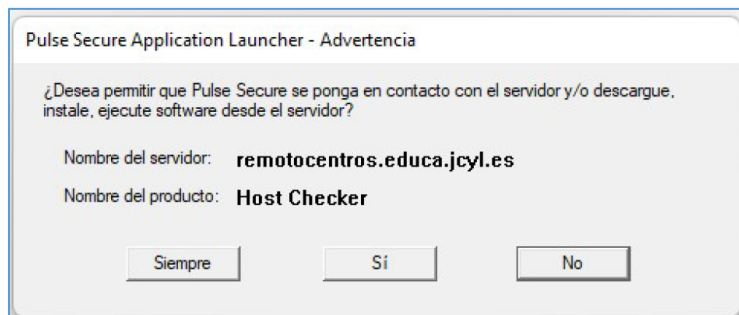 Pulse Secure Application Launcher - Advertencia
¿Desea permitir que Pulse Secure se ponga en contacto con el servidor y/o descargue,
instale, ejecute software desde el servidor?
Nombre del servidor: remotocentros.educa.jcyl.es
Nombre del producto: Host Checker
Siempre Sí No